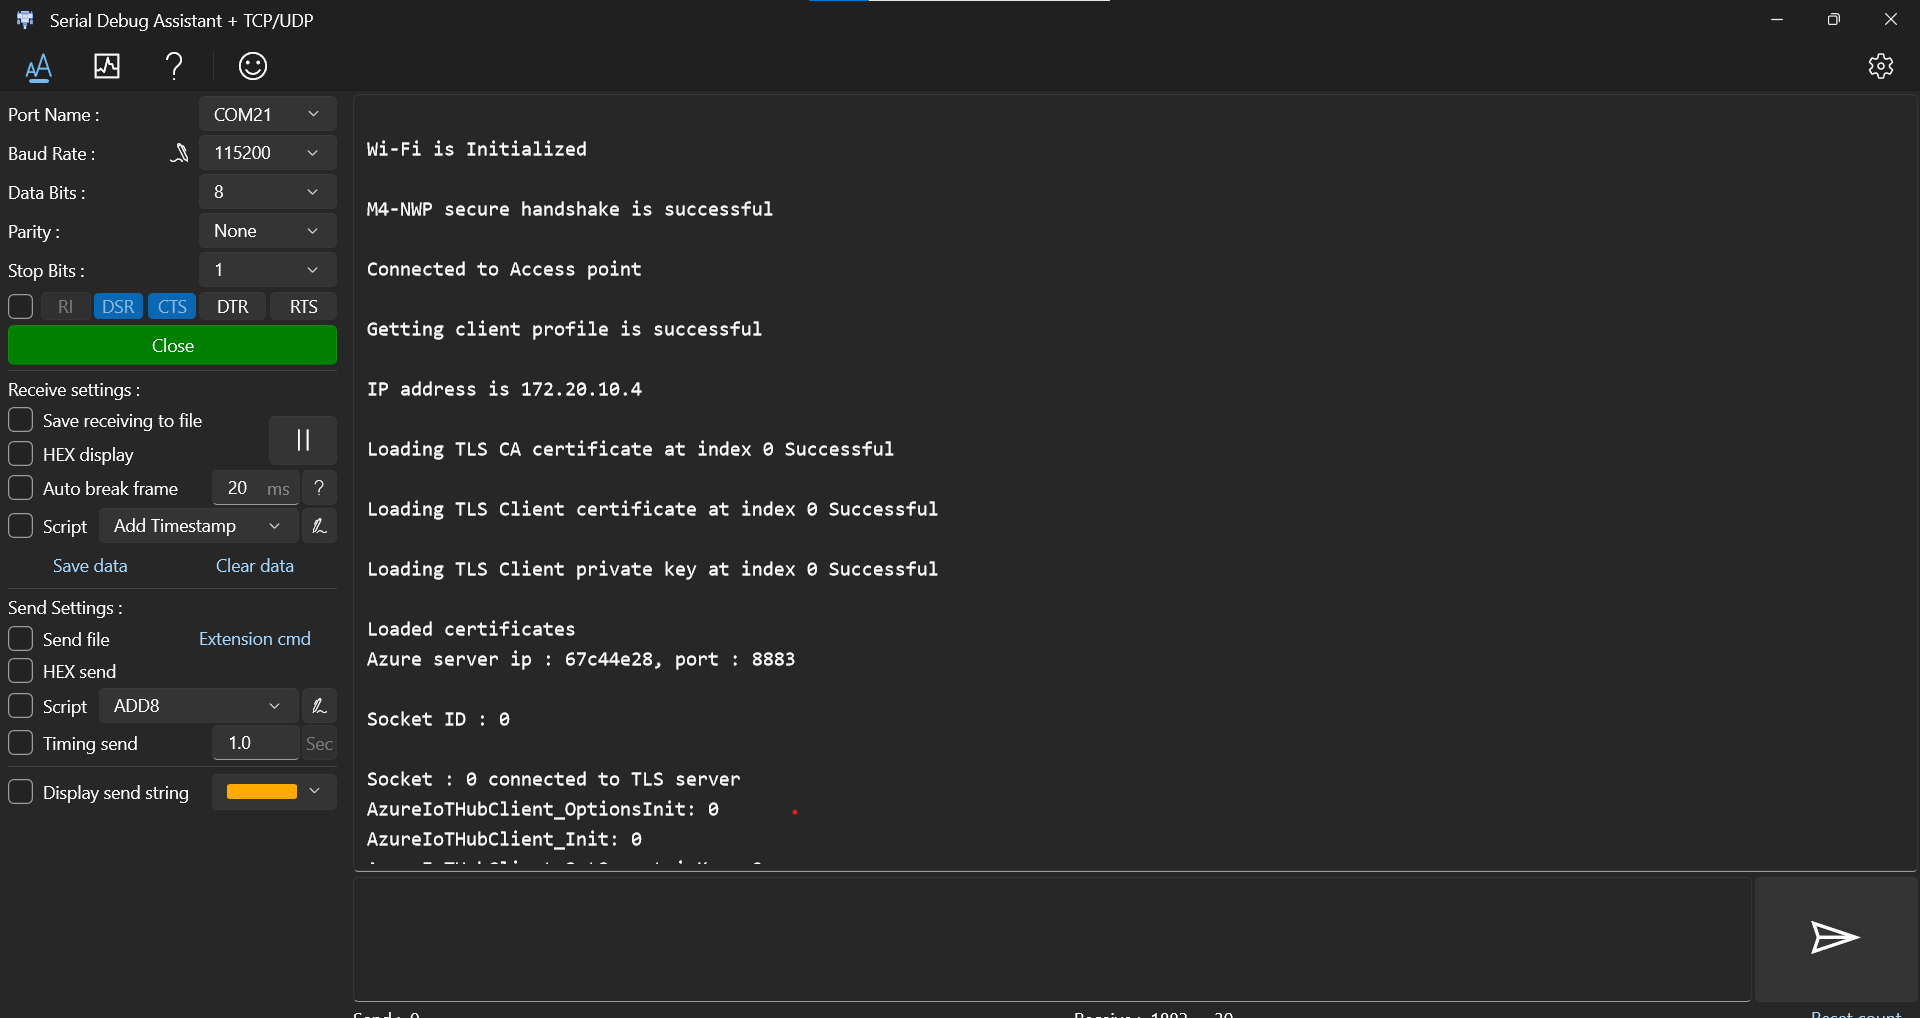 Serial Debug Assistant + TCP/UDP
Port Name :
COM21
Baud Rate :
115200
Data Bits :
8
Parity :
None
Stop Bits :
1
RI DSR CTS DTR RTS
Close
Receive settings :
Save receiving to file
HEX display
Auto break frame 20 ms ?
Script Add Timestamp
Save data Clear data
Send Settings :
Send file Extension cmd
HEX send
Script ADD8
Timing send 1.0 Sec
Display send string
Wi-Fi is Initialized
M4-NWP secure handshake is successful
Connected to Access point
Getting client profile is successful
IP address is 172.20.10.4
Loading TLS CA certificate at index 0 Successful
Loading TLS Client certificate at index 0 Successful
Loading TLS Client private key at index 0 Successful
Loaded certificates
Azure server ip : 67c44e28, port : 8883
Socket ID : 0
Socket : 0 connected to TLS server
AzureIoTHubClient_OptionsInit: 0
AzureIoTHubClient_Init: 0
Reset count